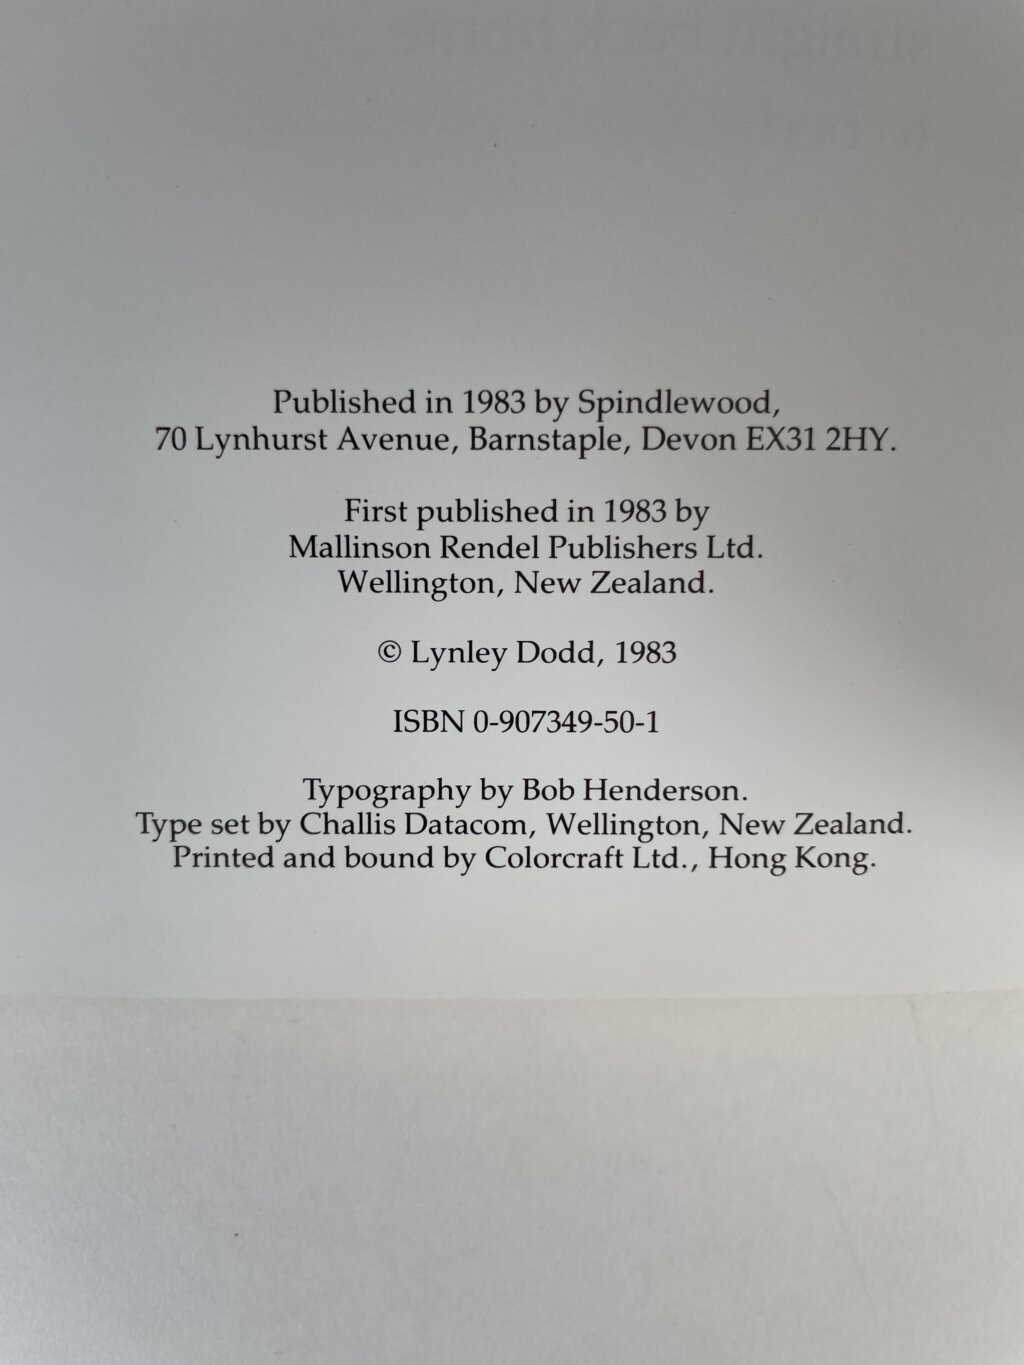 Published in 1983 by Spindlewood,
70 Lynhurst Avenue, Barnstaple, Devon EX31 2HY.
First published in 1983 by
Mallinson Rendel Publishers Ltd.
Wellington, New Zealand.
© Lynley Dodd, 1983
ISBN 0-907349-50-1
Typography by Bob Henderson.
Type set by Challis Datacom, Wellington, New Zealand.
Printed and bound by Colorcraft Ltd., Hong Kong.